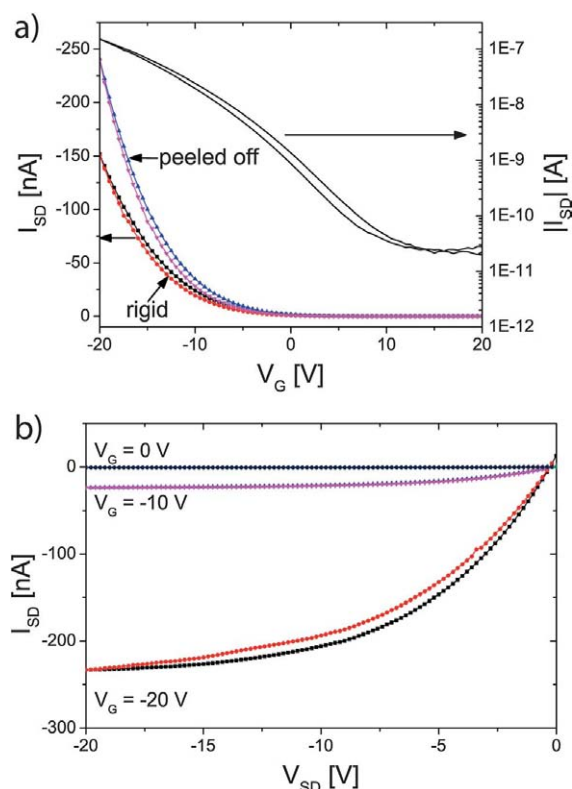 a)
-250
-200
-150
-100
-50
0
I_SD [nA]
peeled off
rigid
1E-7
1E-8
1E-9
1E-10
1E-11
1E-12
|I_SD| [A]
-20
-10
0
10
20
V_G [V]
b)
V_G = 0 V
V_G = -10 V
V_G = -20 V
0
-100
-200
-300
I_SD [nA]
-20
-15
-10
-5
0
V_SD [V]